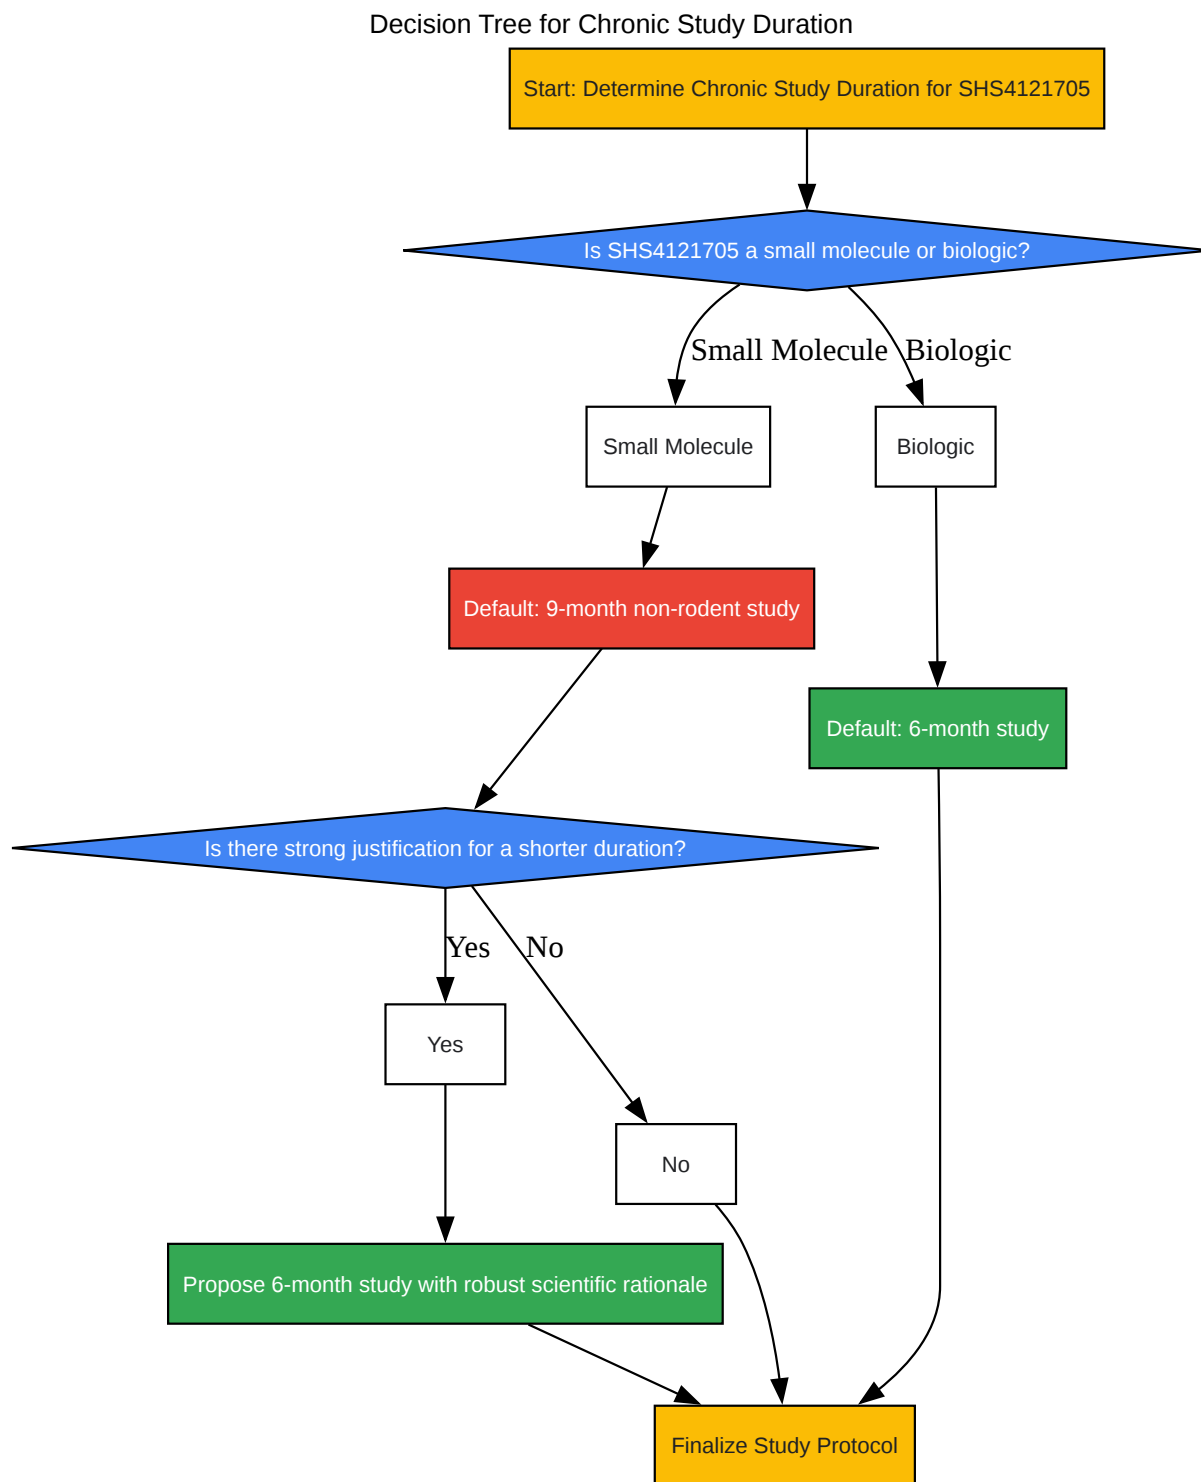 Decision Tree for Chronic Study Duration
Start: Determine Chronic Study Duration for SHS4121705
Is SHS4121705 a small molecule or biologic?
Small Molecule
Biologic
Small Molecule
Biologic
Default: 9-month non-rodent study
Default: 6-month study
Is there strong justification for a shorter duration?
Yes
No
Yes
No
Propose 6-month study with robust scientific rationale
Finalize Study Protocol